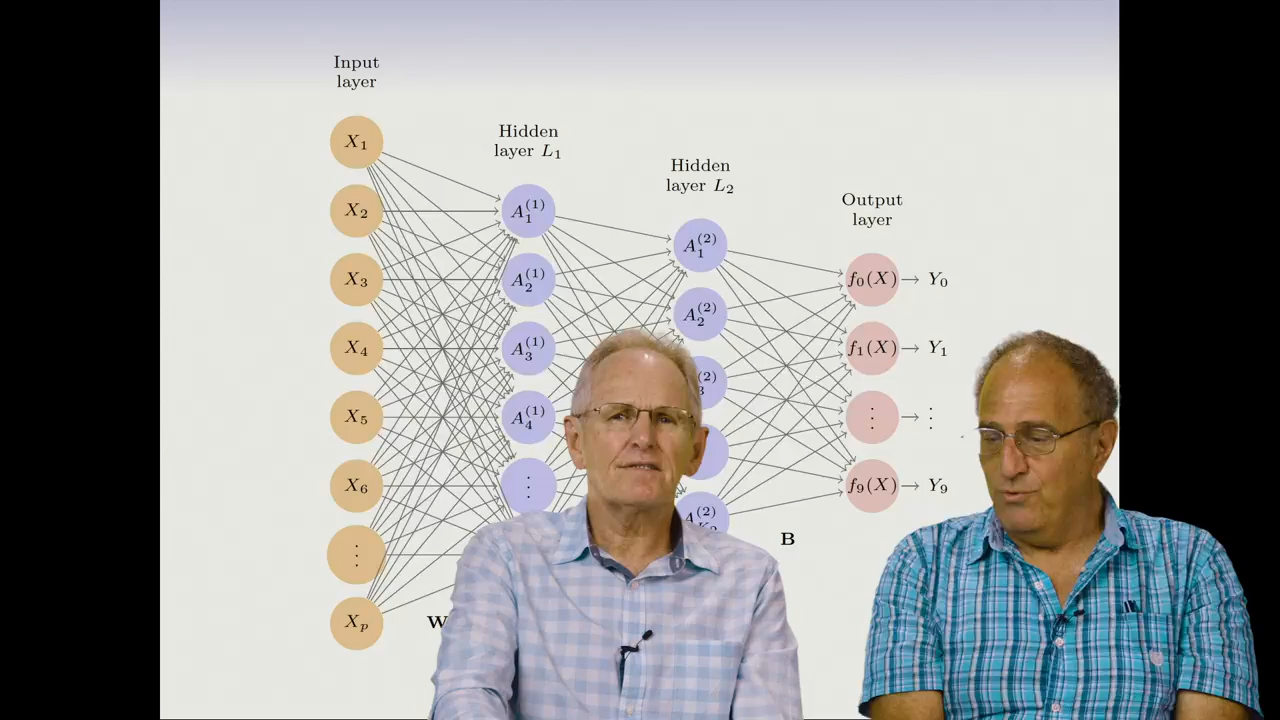 Input
layer
Hidden
layer L₁
Hidden
layer L₂
Output
layer
X₁
X₂
X₃
X₄
X₅
X₆
⋮
Xₚ
A₁⁽¹⁾
A₂⁽¹⁾
A₃⁽¹⁾
A₄⁽¹⁾
⋮
A₁⁽²⁾
A₂⁽²⁾
f₀(X) → Y₀
f₁(X) → Y₁
⋮ → ⋮
f₉(X) → Y₉
B